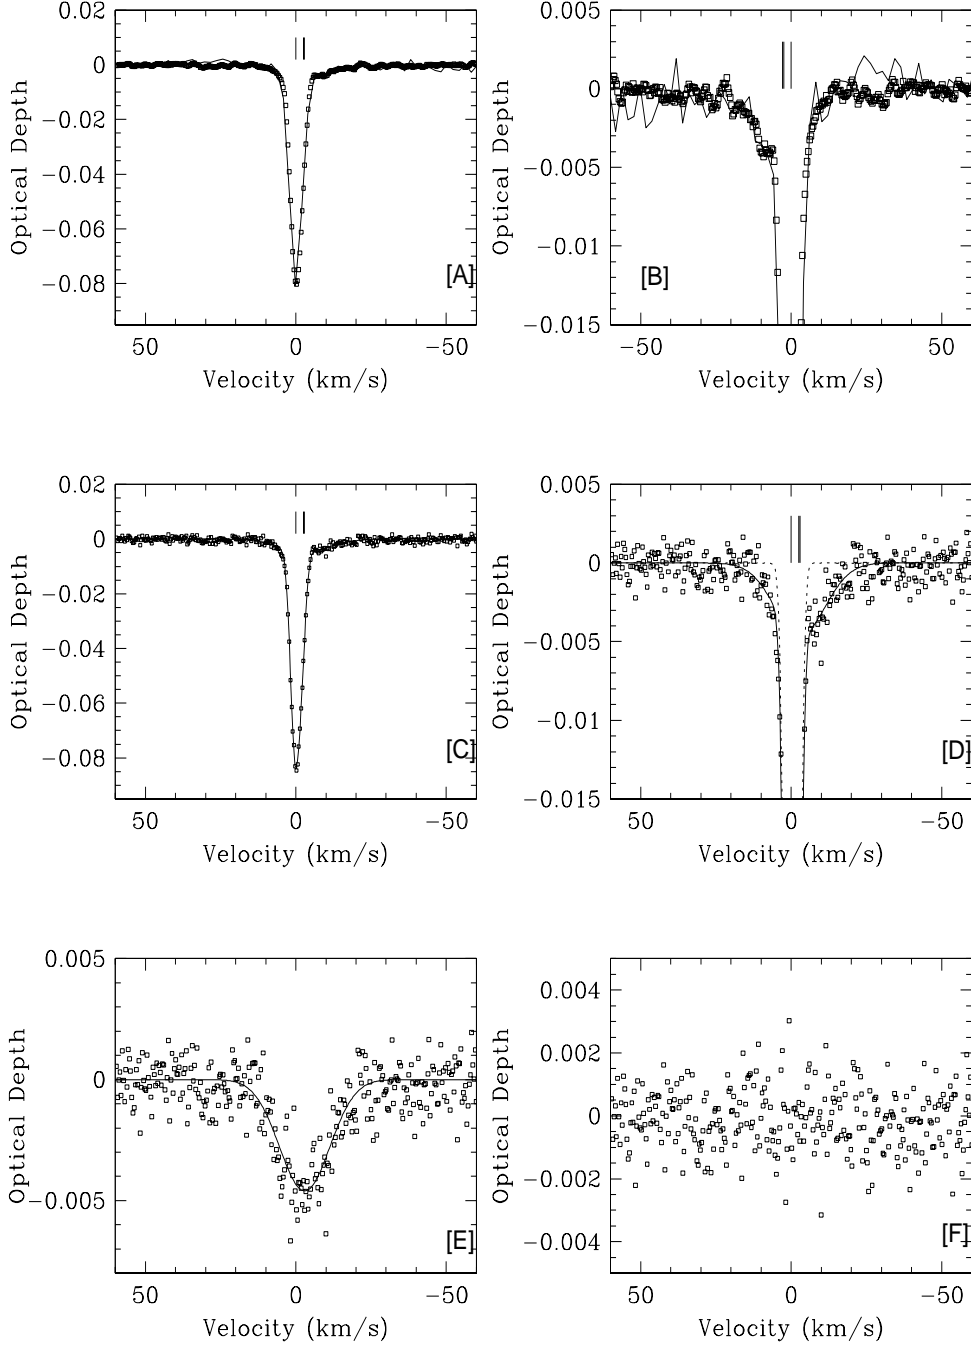 0.02
0
−0.02
−0.04
−0.06
−0.08
Optical Depth
[A]
50
0
−50
Velocity (km/s)
0.005
0
−0.005
−0.01
−0.015
Optical Depth
[B]
−50
0
50
Velocity (km/s)
0.02
0
−0.02
−0.04
−0.06
−0.08
Optical Depth
[C]
50
0
−50
Velocity (km/s)
0.005
0
−0.005
−0.01
−0.015
Optical Depth
[D]
50
0
−50
Velocity (km/s)
0.005
0
−0.005
Optical Depth
[E]
50
0
−50
Velocity (km/s)
0.004
0.002
0
−0.002
−0.004
Optical Depth
[F]
50
0
−50
Velocity (km/s)